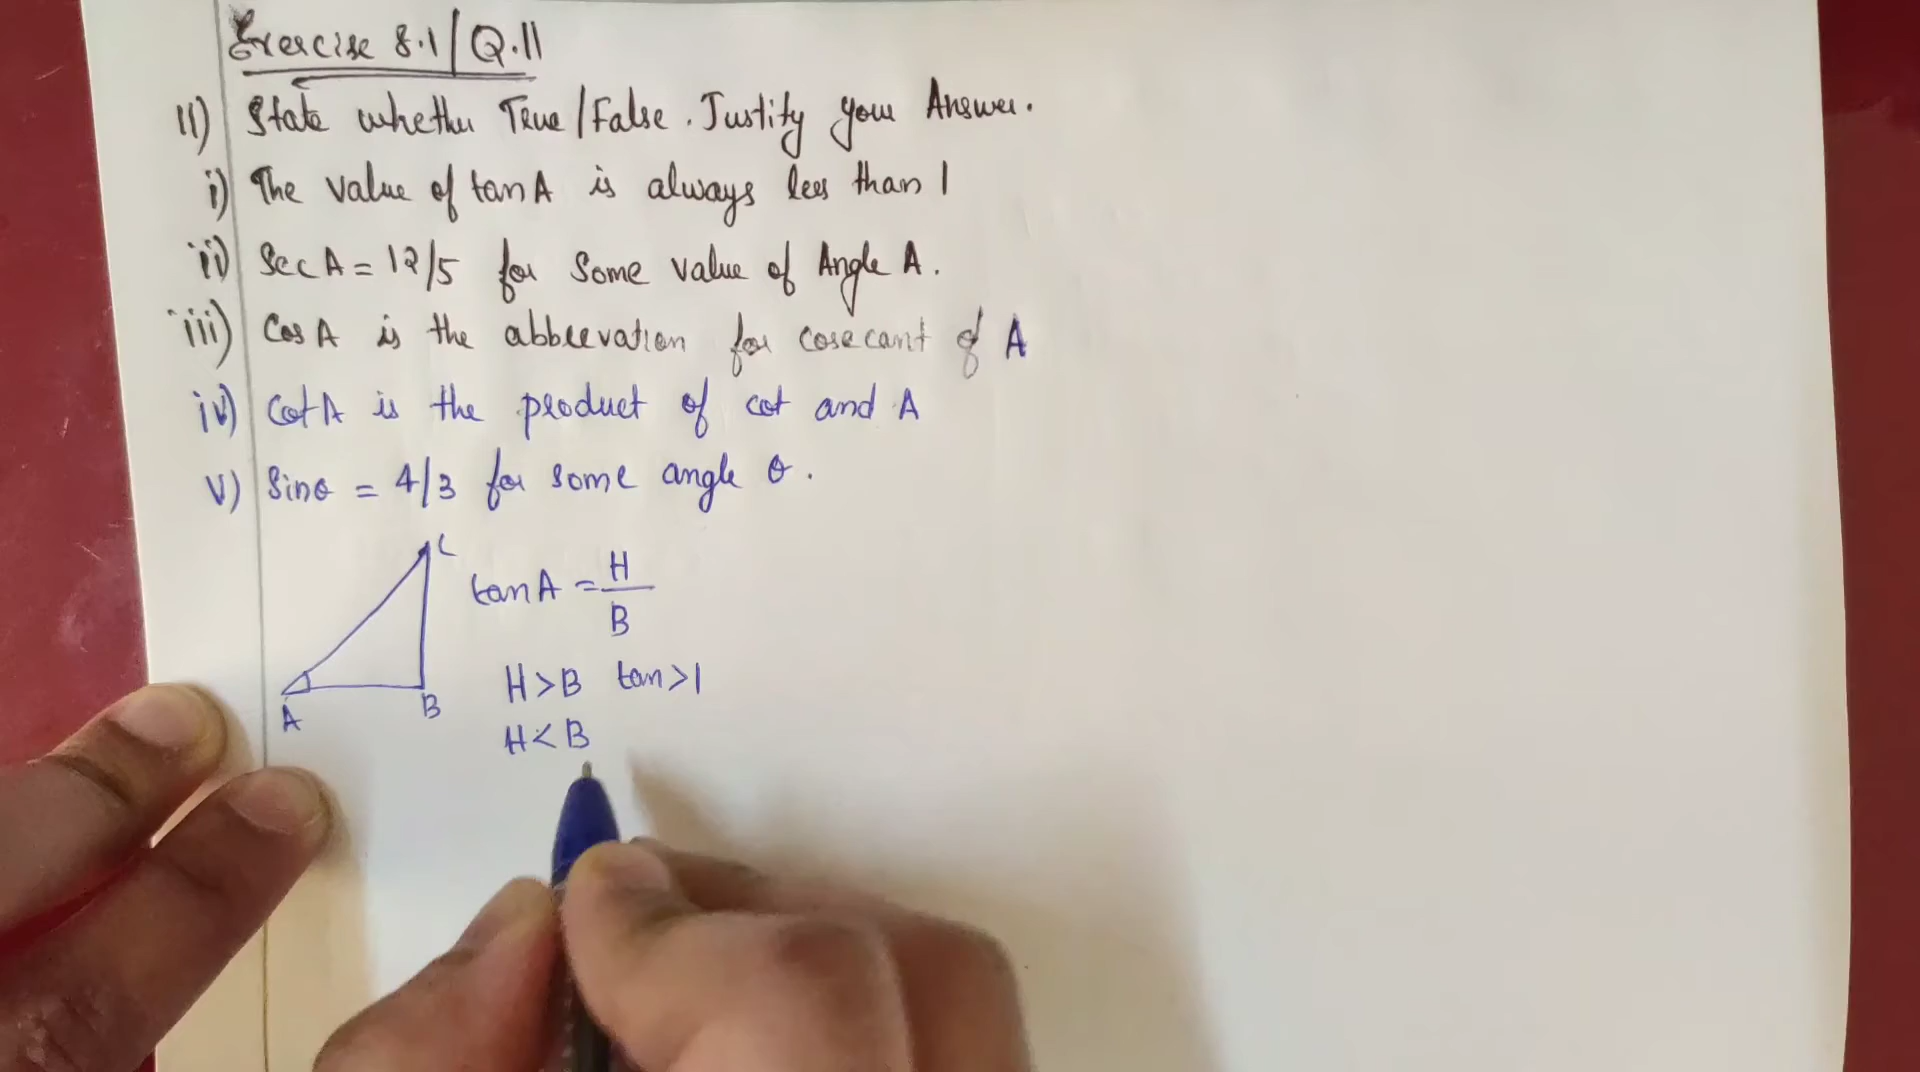 Exercise 8.1/Q.11
11) State whether True/False. Justify your Answer.
i) The value of tan A is always less than 1
ii) Sec A = 12/5 for Some value of Angle A.
iii) Cos A is the abbrevation for cosecant of A
iv) Cot A is the product of cot and A
V) Sinθ = 4/3 for some angle θ.
C
tan A = H
B
H > B tan > 1
A B
H < B